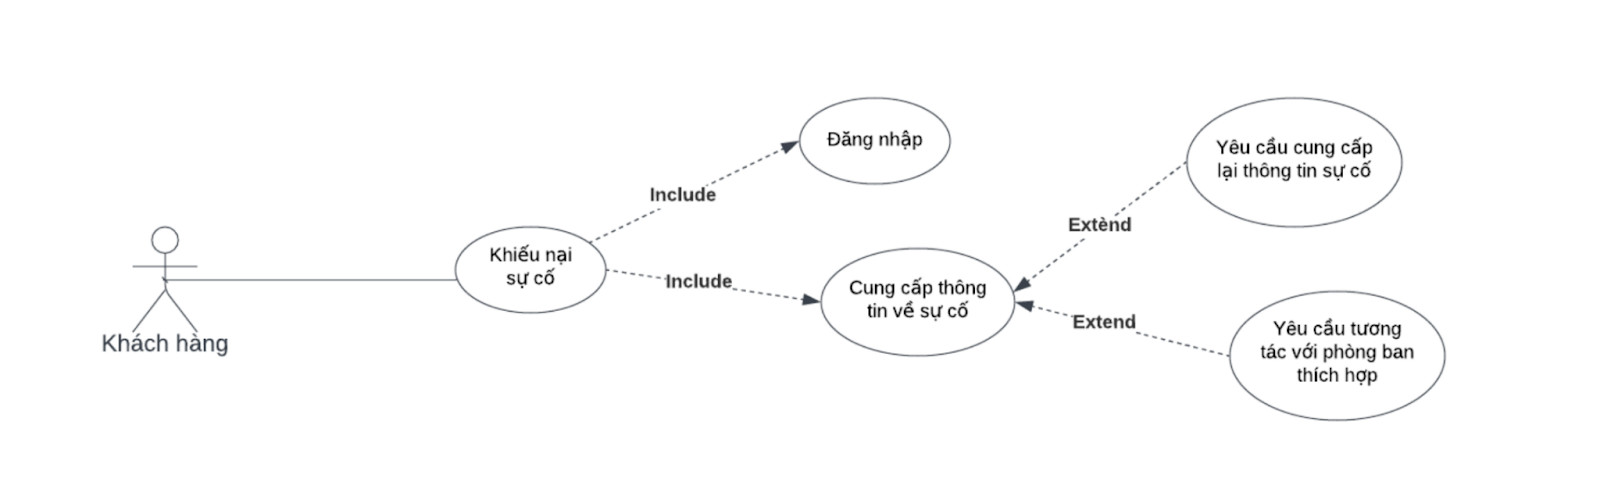 Khách hàng
Khiếu nại
sự cố
Include
Include
Đăng nhập
Cung cấp thông
tin về sự cố
Extènd
Extend
Yêu cầu cung cấp
lại thông tin sự cố
Yêu cầu tương
tác với phòng ban
thích hợp